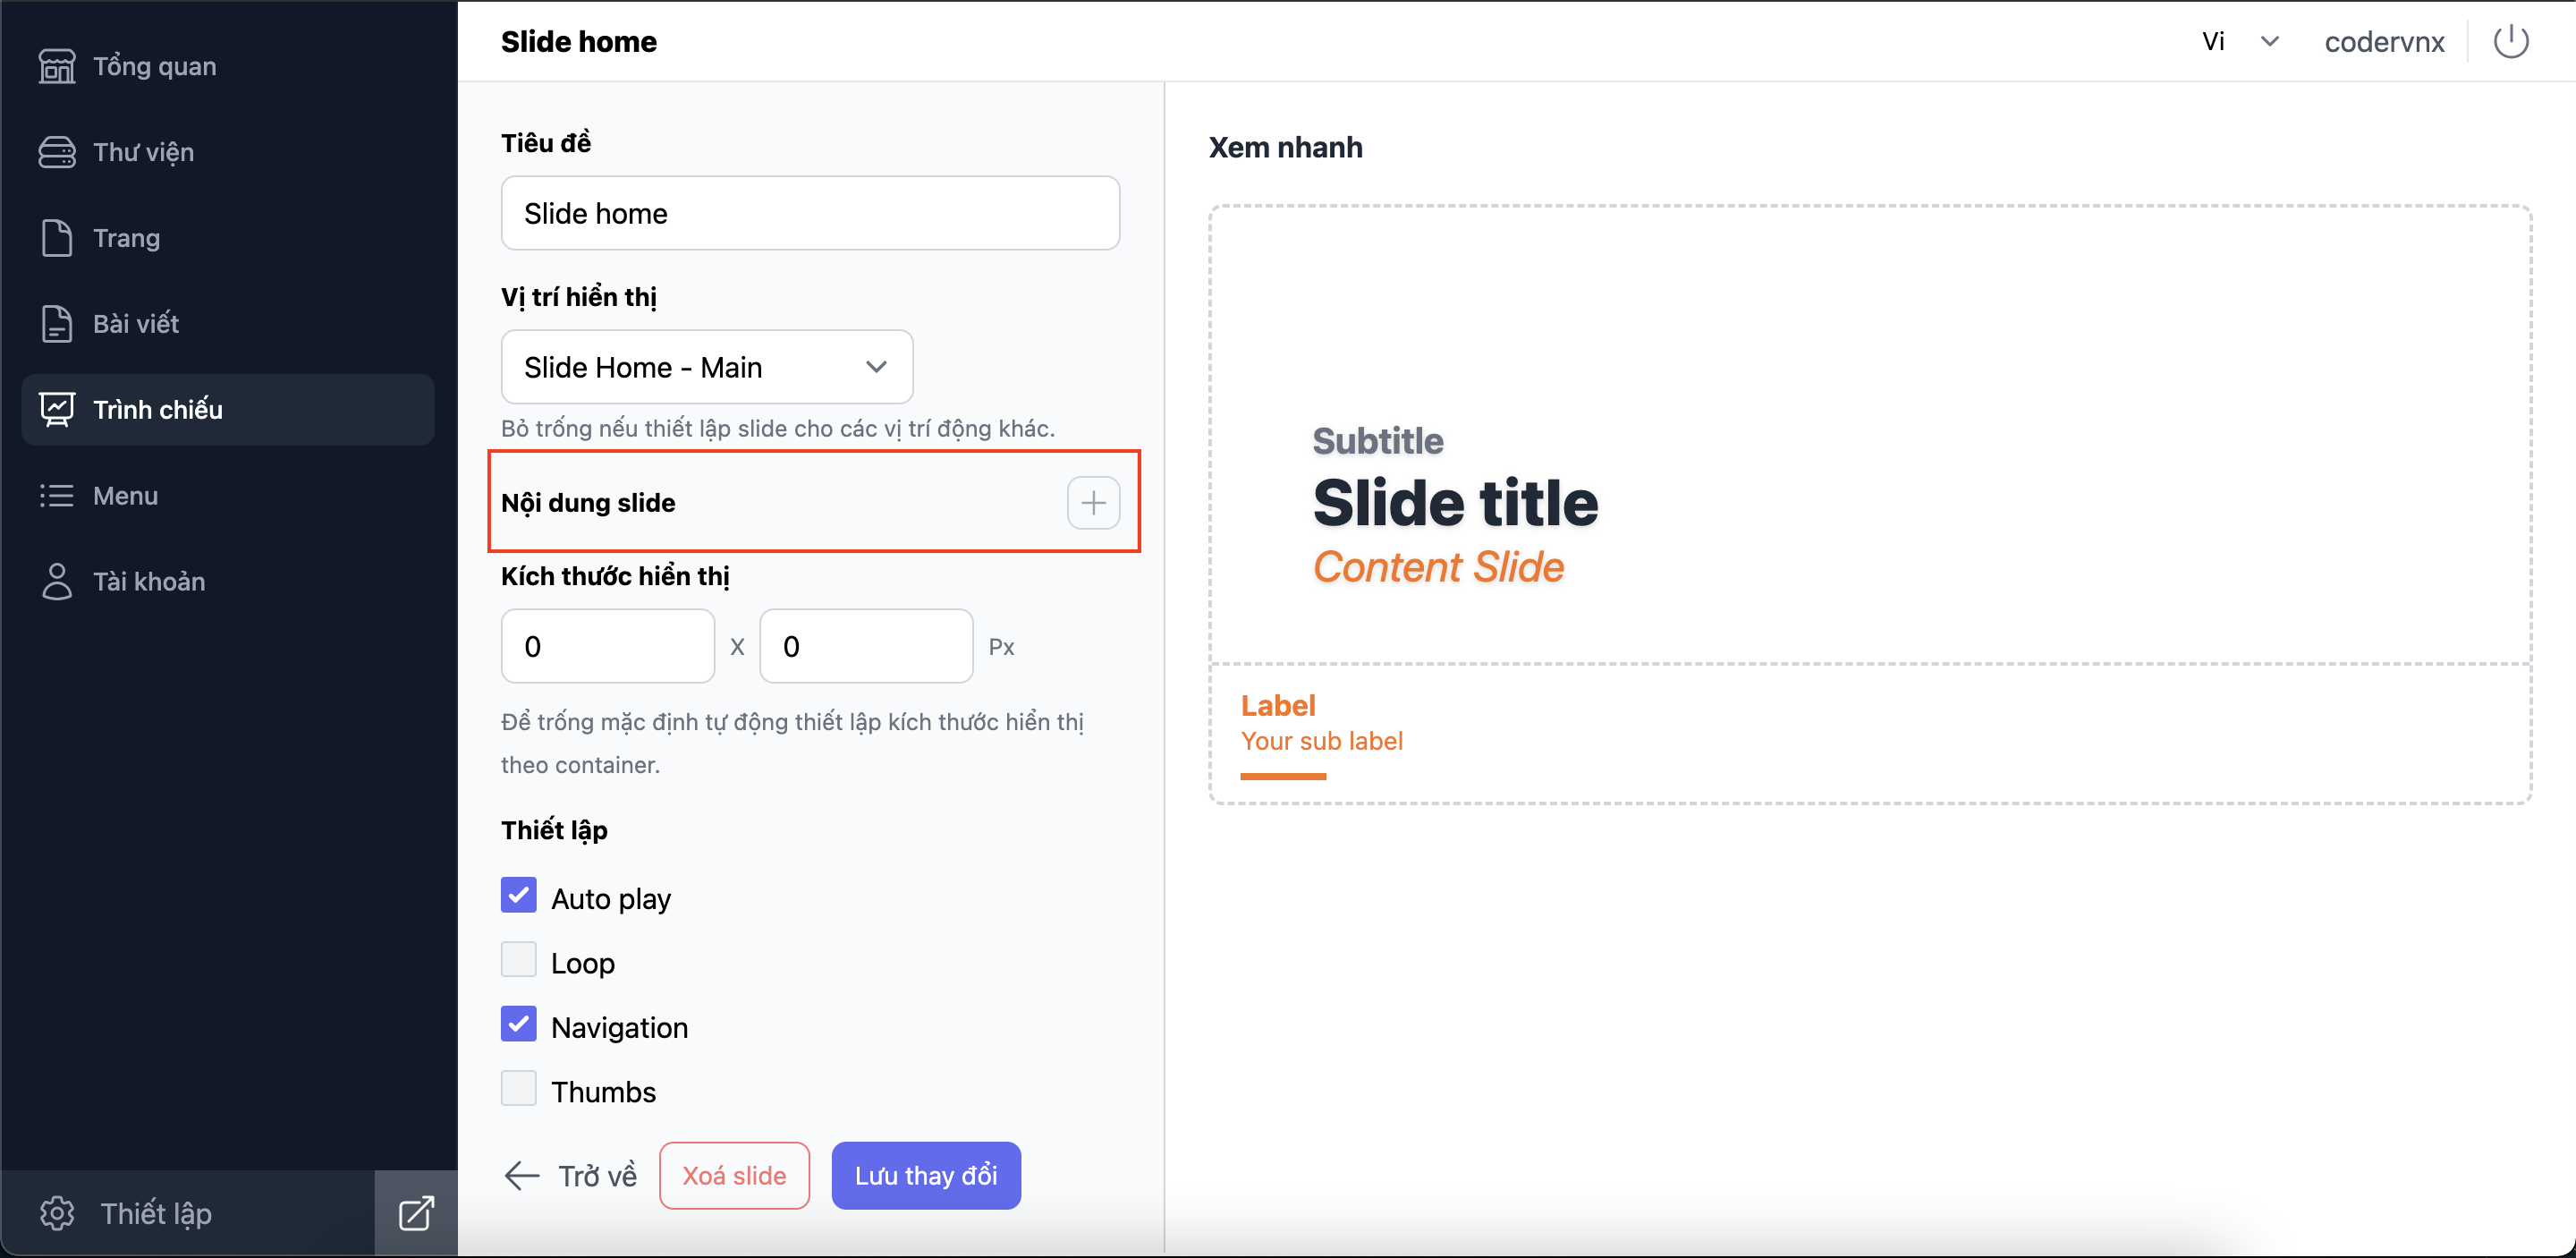 Tổng quan
Thư viện
Trang
Bài viết
Trình chiếu
Menu
Tài khoản
Thiết lập
Slide home
Vi
codervnx
Tiêu đề
Slide home
Vị trí hiển thị
Slide Home - Main
Bỏ trống nếu thiết lập slide cho các vị trí động khác.
Nội dung slide
Kích thước hiển thị
0 X 0 Px
Để trống mặc định tự động thiết lập kích thước hiển thị
theo container.
Thiết lập
Auto play
Loop
Navigation
Thumbs
Trở về
Xoá slide
Lưu thay đổi
Xem nhanh
Subtitle
Slide title
Content Slide
Label
Your sub label